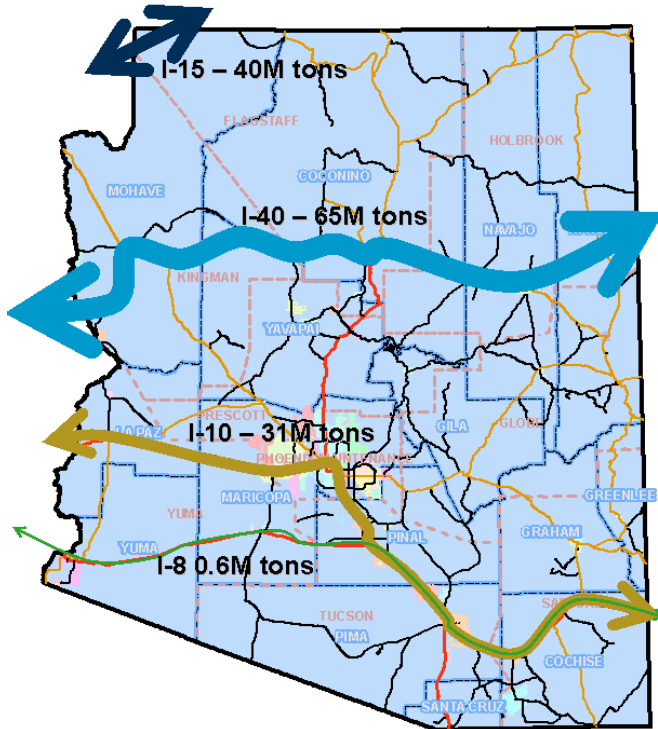 I-15 – 40M tons
FLAGSTAFF
HOLBROOK
COCONINO
MOHAVE
I-40 – 65M tons
NAVAJO
KINGMAN
YAVAPAI
PRESCOTT
LA PAZ
I-10 – 31M tons
GILA
GLOBE
MARICOPA
GREENLEE
YUMA
GRAHAM
PINAL
YUMA
I-8 0.6M tons
TUCSON
PIMA
COCHISE
SANTA CRUZ